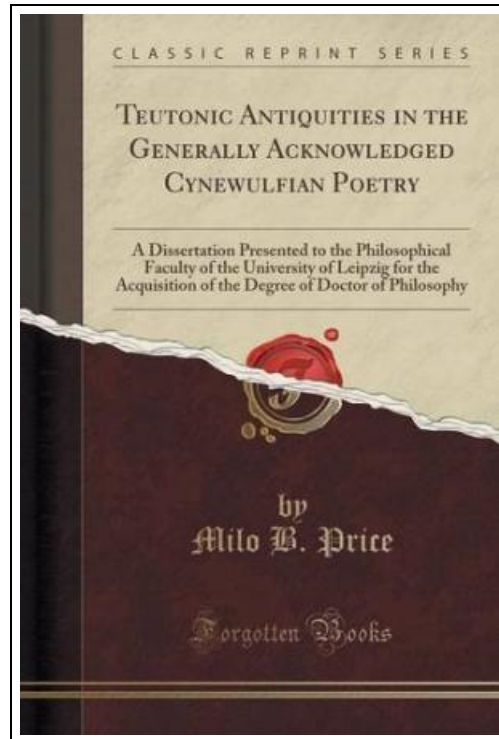 CLASSIC REPRINT SERIES
TEUTONIC ANTIQUITIES IN THE
GENERALLY ACKNOWLEDGED
CYNEWULFIAN POETRY
A Dissertation Presented to the Philosophical
Faculty of the University of Leipzig for the
Acquisition of the Degree of Doctor of Philosophy
by
Milo B. Price
Forgotten Books